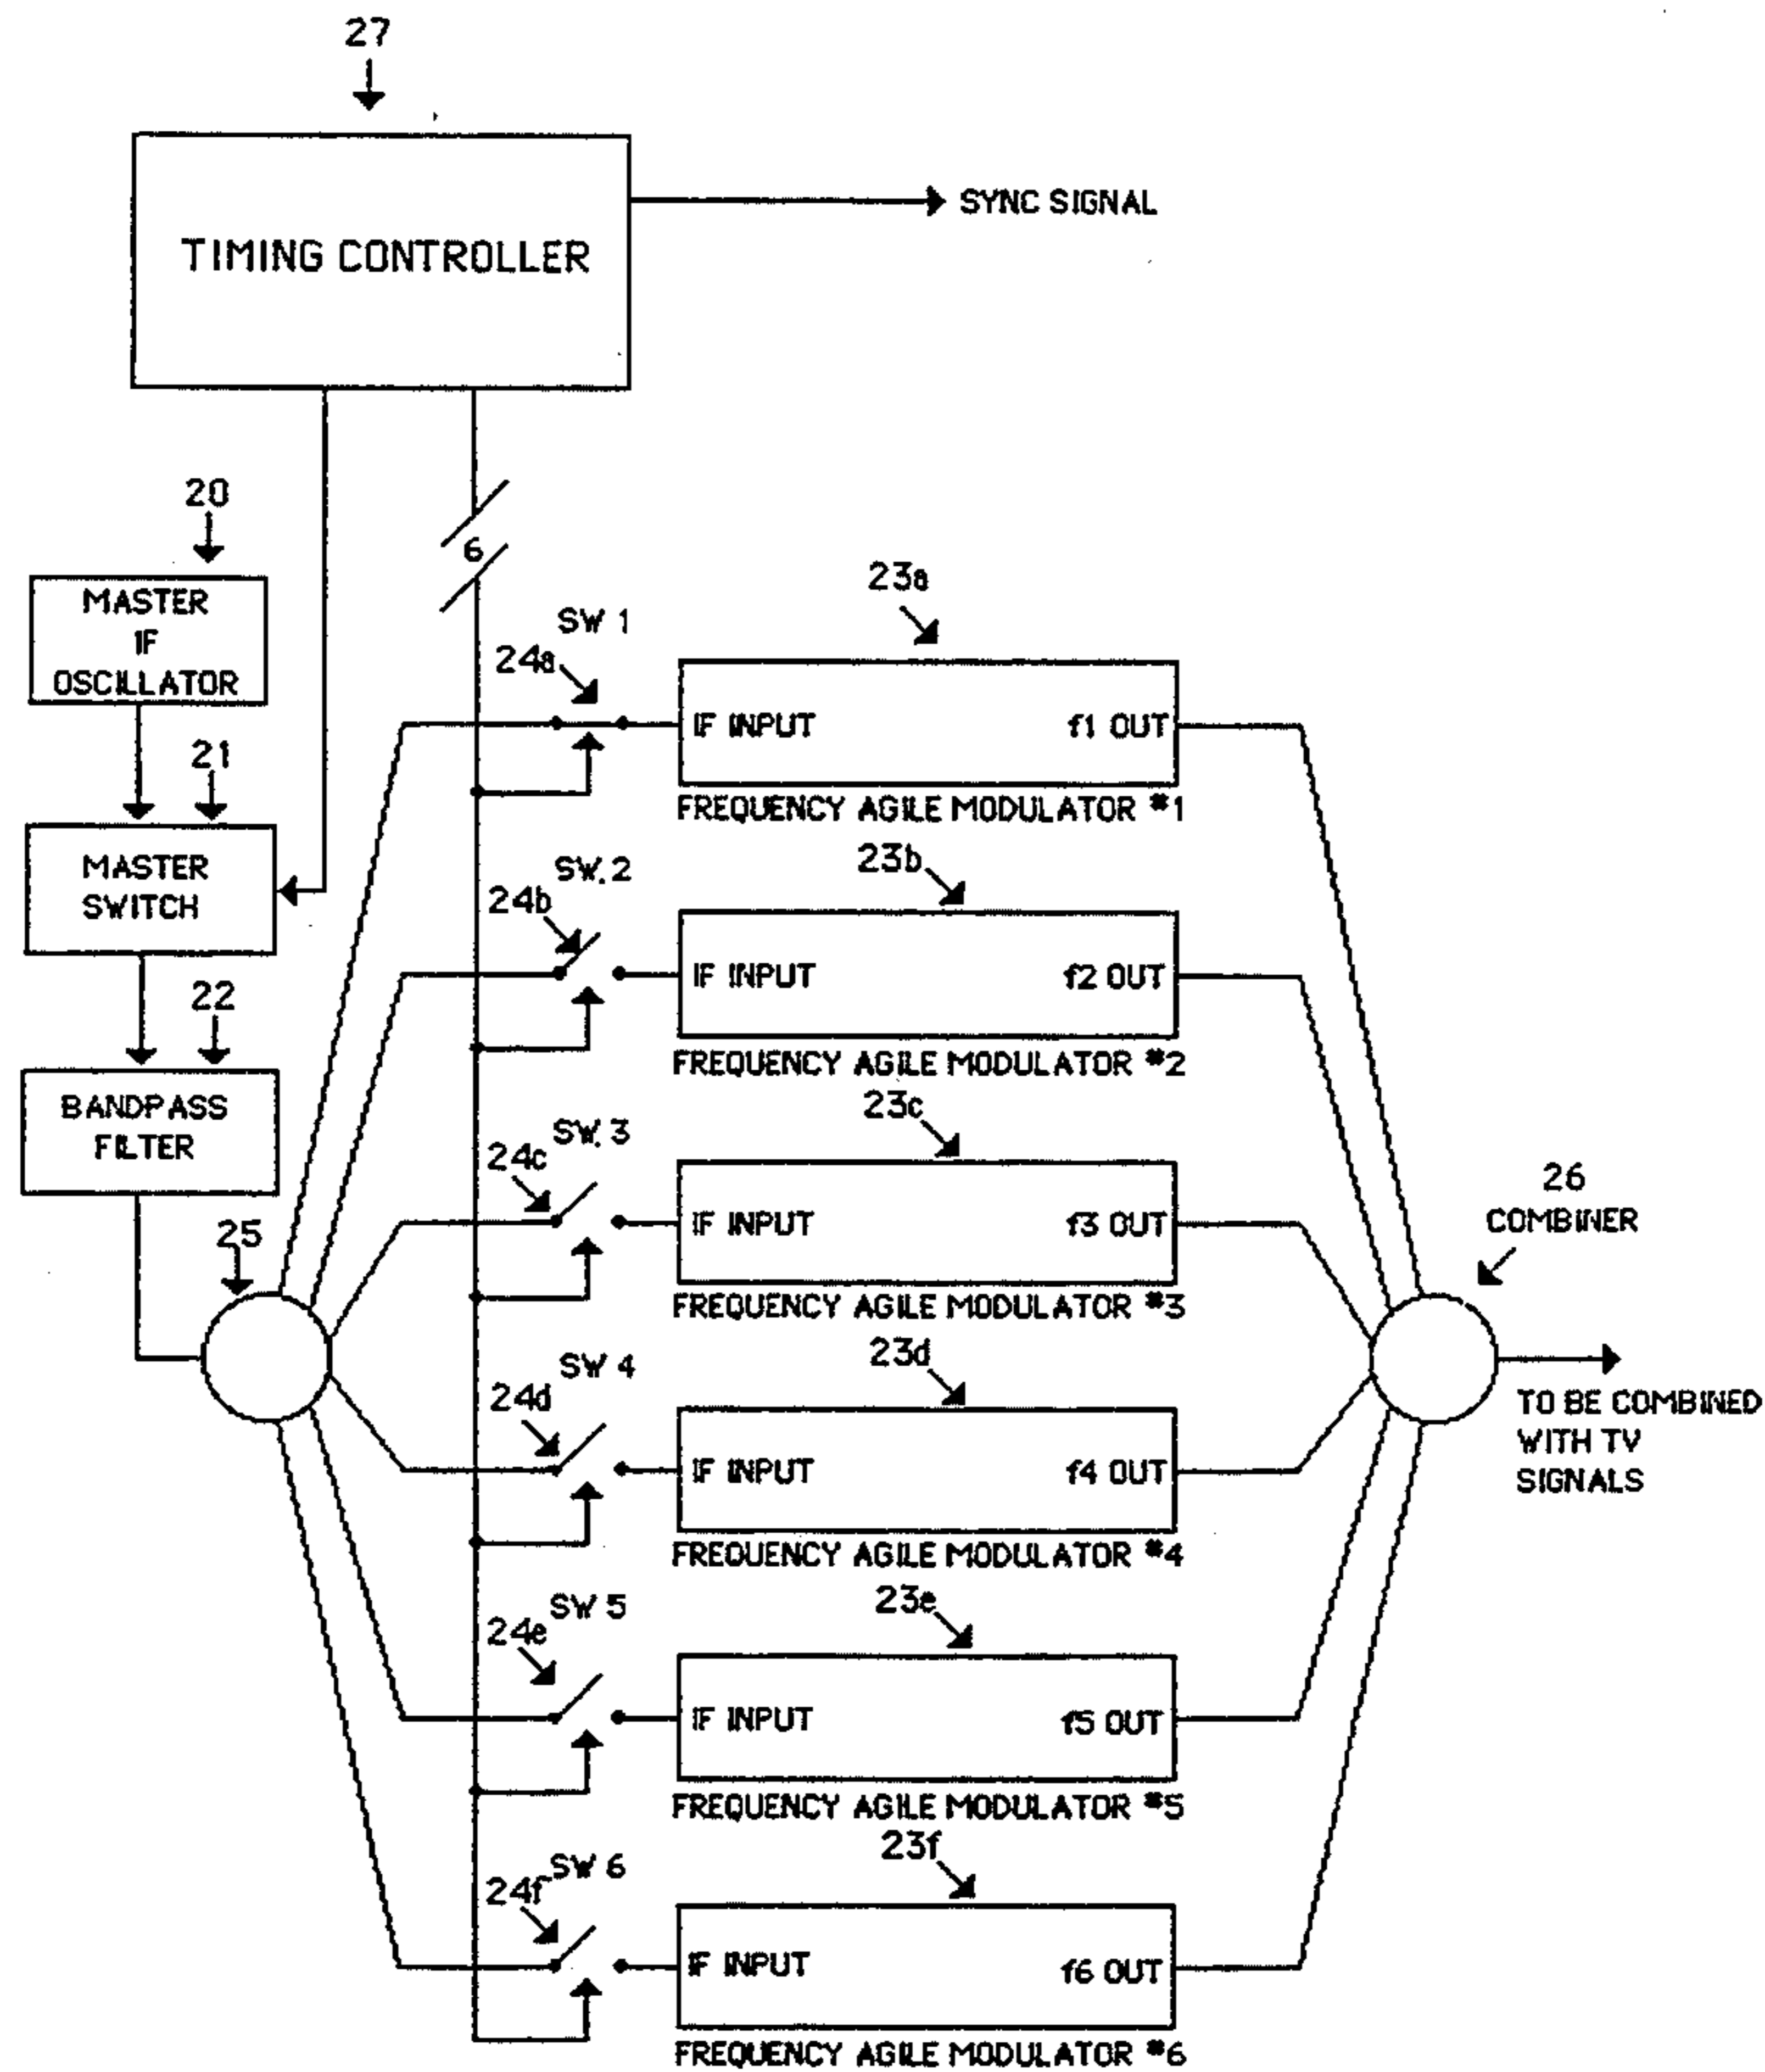 27
TIMING CONTROLLER
SYNC SIGNAL
20
MASTER
IF
OSCILLATOR
6
21
MASTER
SWITCH
22
BANDPASS
FILTER
25
SW 1
24a
23a
IF INPUT
f1 OUT
FREQUENCY AGILE MODULATOR #1
SW. 2
24b
23b
IF INPUT
f2 OUT
FREQUENCY AGILE MODULATOR #2
SW. 3
24c
23c
IF INPUT
f3 OUT
FREQUENCY AGILE MODULATOR #3
SW 4
24d
23d
IF INPUT
f4 OUT
FREQUENCY AGILE MODULATOR #4
SW 5
24e
23e
IF INPUT
f5 OUT
FREQUENCY AGILE MODULATOR #5
SW 6
24f
23f
IF INPUT
f6 OUT
FREQUENCY AGILE MODULATOR #6
26
COMBINER
TO BE COMBINED
WITH TV
SIGNALS